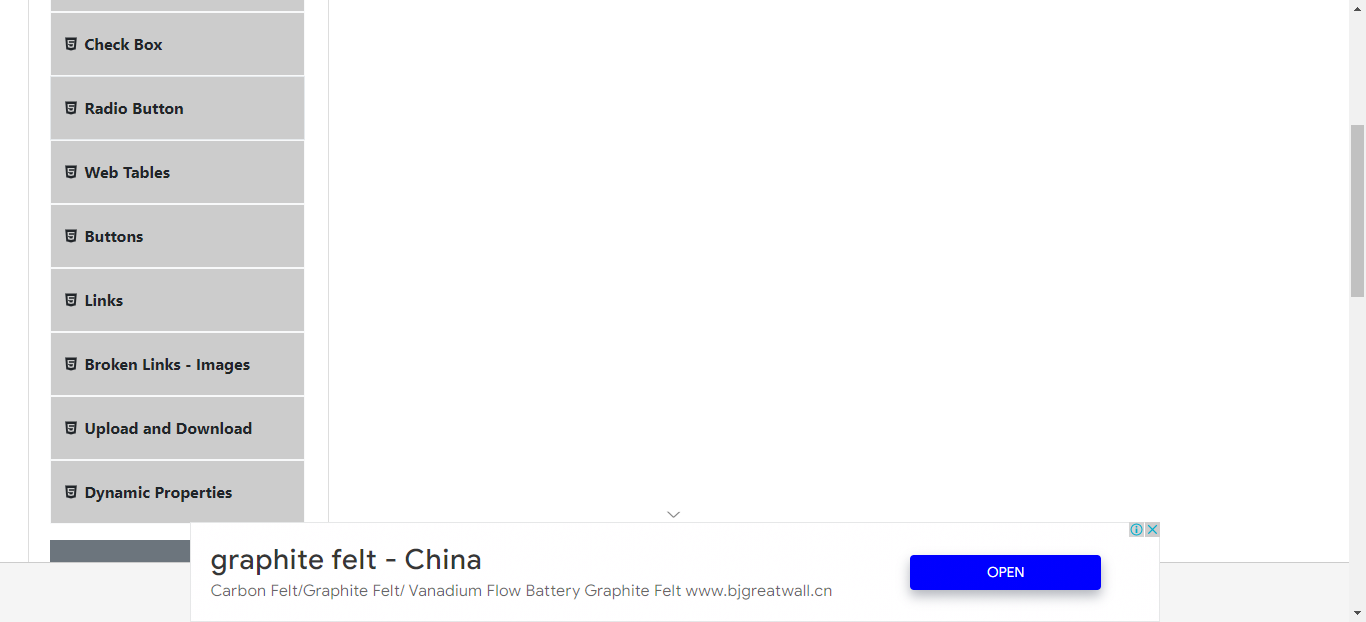 Check Box
Radio Button
Web Tables
Buttons
Links
Broken Links - Images
Upload and Download
Dynamic Properties
graphite felt - China
Carbon Felt/Graphite Felt/ Vanadium Flow Battery Graphite Felt www.bjgreatwall.cn
OPEN